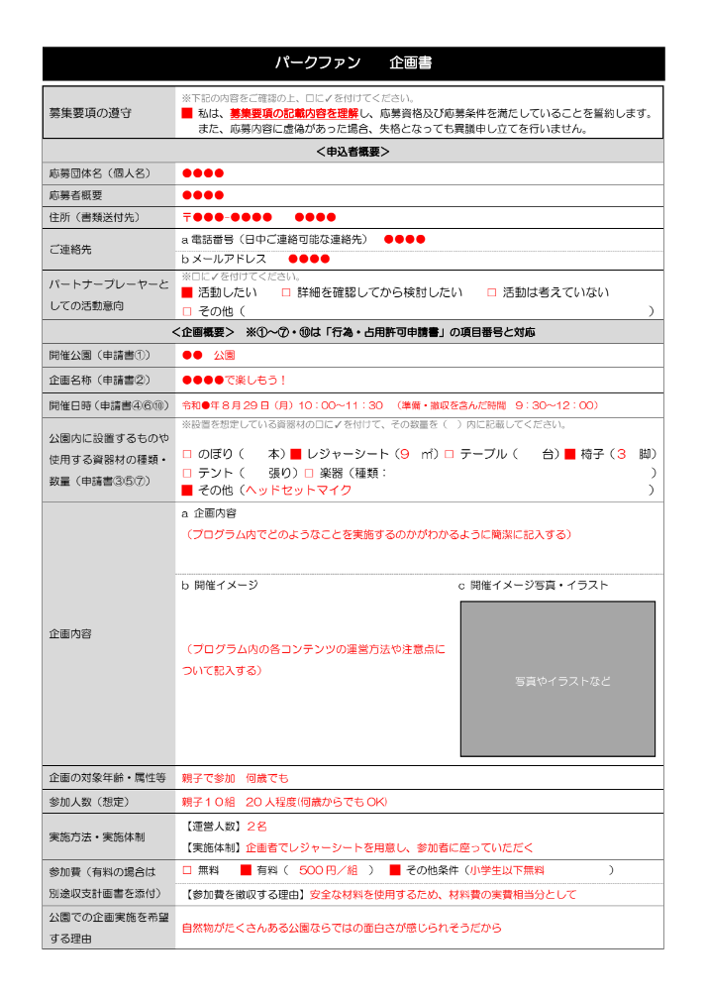 パークファン　　企画書
募集要項の遵守
※下記の内容をご確認の上、□に✓を付けてください。
■ 私は、募集要項の記載内容を理解し、応募資格及び応募条件を満たしていることを誓約します。
また、応募内容に虚偽があった場合、失格となっても異議申し立てを行いません。
＜申込者概要＞
応募団体名（個人名）　●●●●
応募者概要　●●●●
住所（書類送付先）　〒●●●-●●●●　　●●●●
ご連絡先
a 電話番号（日中ご連絡可能な連絡先）　●●●●
b メールアドレス　　●●●●
パートナープレーヤーと
しての活動意向
※□に✓を付けてください。
■ 活動したい　　□ 詳細を確認してから検討したい　　□ 活動は考えていない
□ その他（　　　　）
＜企画概要＞　※①～⑦・⑩は「行為・占用許可申請書」の項目番号と対応
開催公園（申請書①）　●●　公園
企画名称（申請書②）　●●●●で楽しもう！
開催日時（申請書④⑥⑩）　令和●年８月29日（月）10：00～11：30　（準備・撤収を含んだ時間　9：30～12：00）
公園内に設置するものや
使用する資器材の種類・
数量（申請書③⑤⑦）
※設置を想定している資器材の□に✓を付けて、その数量を（　）内に記載してください。
□ のぼり（　　本）■ レジャーシート（9　㎡）□ テーブル（　　台）■ 椅子（３　脚）
□ テント（　　張り）□ 楽器（種類：　　　　）
■ その他（ヘッドセットマイク　　　　）
企画内容
a 企画内容
（プログラム内でどのようなことを実施するのかがわかるように簡潔に記入する）
b 開催イメージ
（プログラム内の各コンテンツの運営方法や注意点に
ついて記入する）
c 開催イメージ写真・イラスト
写真やイラストなど
企画の対象年齢・属性等　親子で参加　何歳でも
参加人数（想定）　親子１０組　20人程度(何歳からでもOK)
実施方法・実施体制
【運営人数】２名
【実施体制】企画者でレジャーシートを用意し、参加者に座っていただく
参加費（有料の場合は
別途収支計画書を添付）
□ 無料　　■ 有料（　500円／組　）　■ その他条件（小学生以下無料　　　　）
【参加費を徴収する理由】安全な材料を使用するため、材料費の実費相当分として
公園での企画実施を希望
する理由
自然物がたくさんある公園ならではの面白さが感じられそうだから